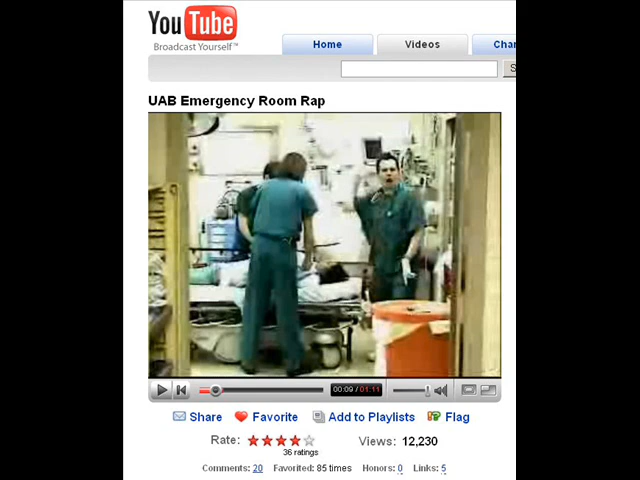 YouTube
Broadcast Yourself™
Home Videos
UAB Emergency Room Rap
00:09 / 01:11
Share Favorite Add to Playlists Flag
Rate: Views: 12,230
36 ratings
Comments: 20 Favorited: 85 times Honors: 0 Links: 5